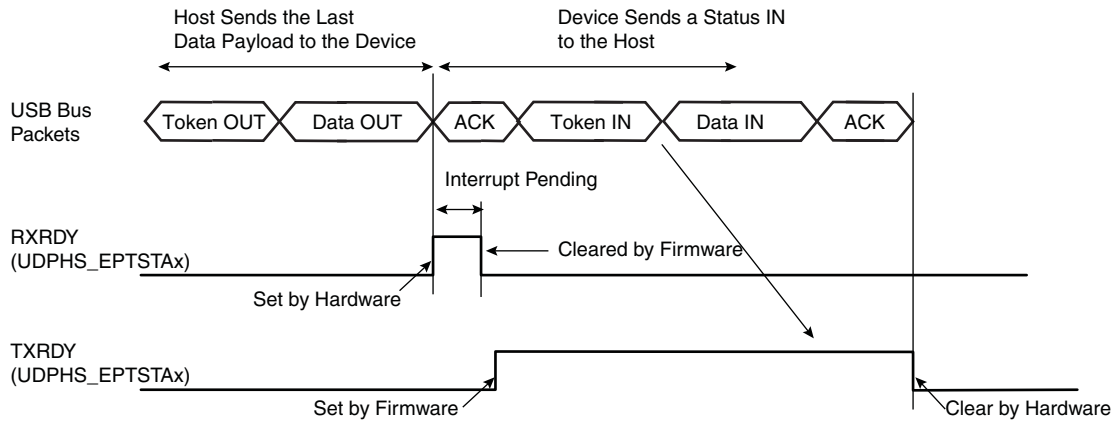 Host Sends the Last
Data Payload to the Device
Device Sends a Status IN
to the Host
USB Bus
Packets
Token OUT
Data OUT
ACK
Token IN
Data IN
ACK
Interrupt Pending
RXRDY
(UDPHS_EPTSTAx)
Cleared by Firmware
Set by Hardware
TXRDY
(UDPHS_EPTSTAx)
Set by Firmware
Clear by Hardware